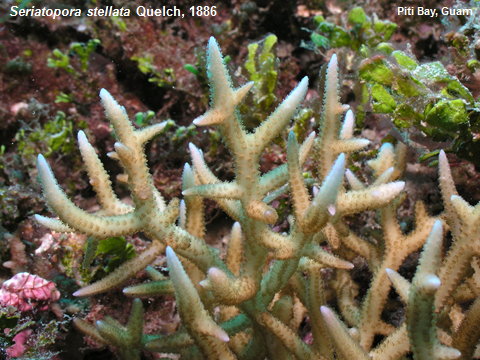 Seriatopora stellata Quelch, 1886
Piti Bay, Guam